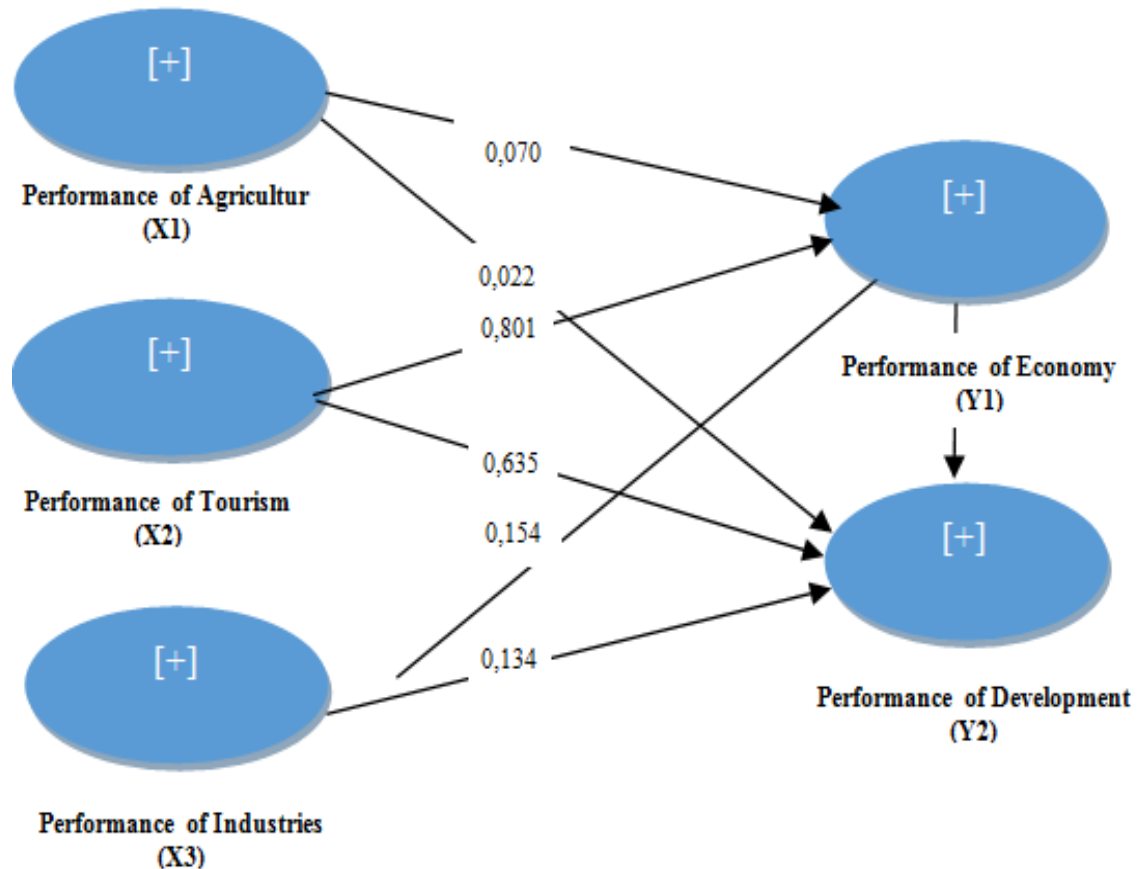 [+]
Performance of Agricultur
(X1)
[+]
Performance of Tourism
(X2)
[+]
Performance of Industries
(X3)
0,070
0,022
0,801
0,635
0,154
0,134
[+]
Performance of Economy
(Y1)
[+]
Performance of Development
(Y2)